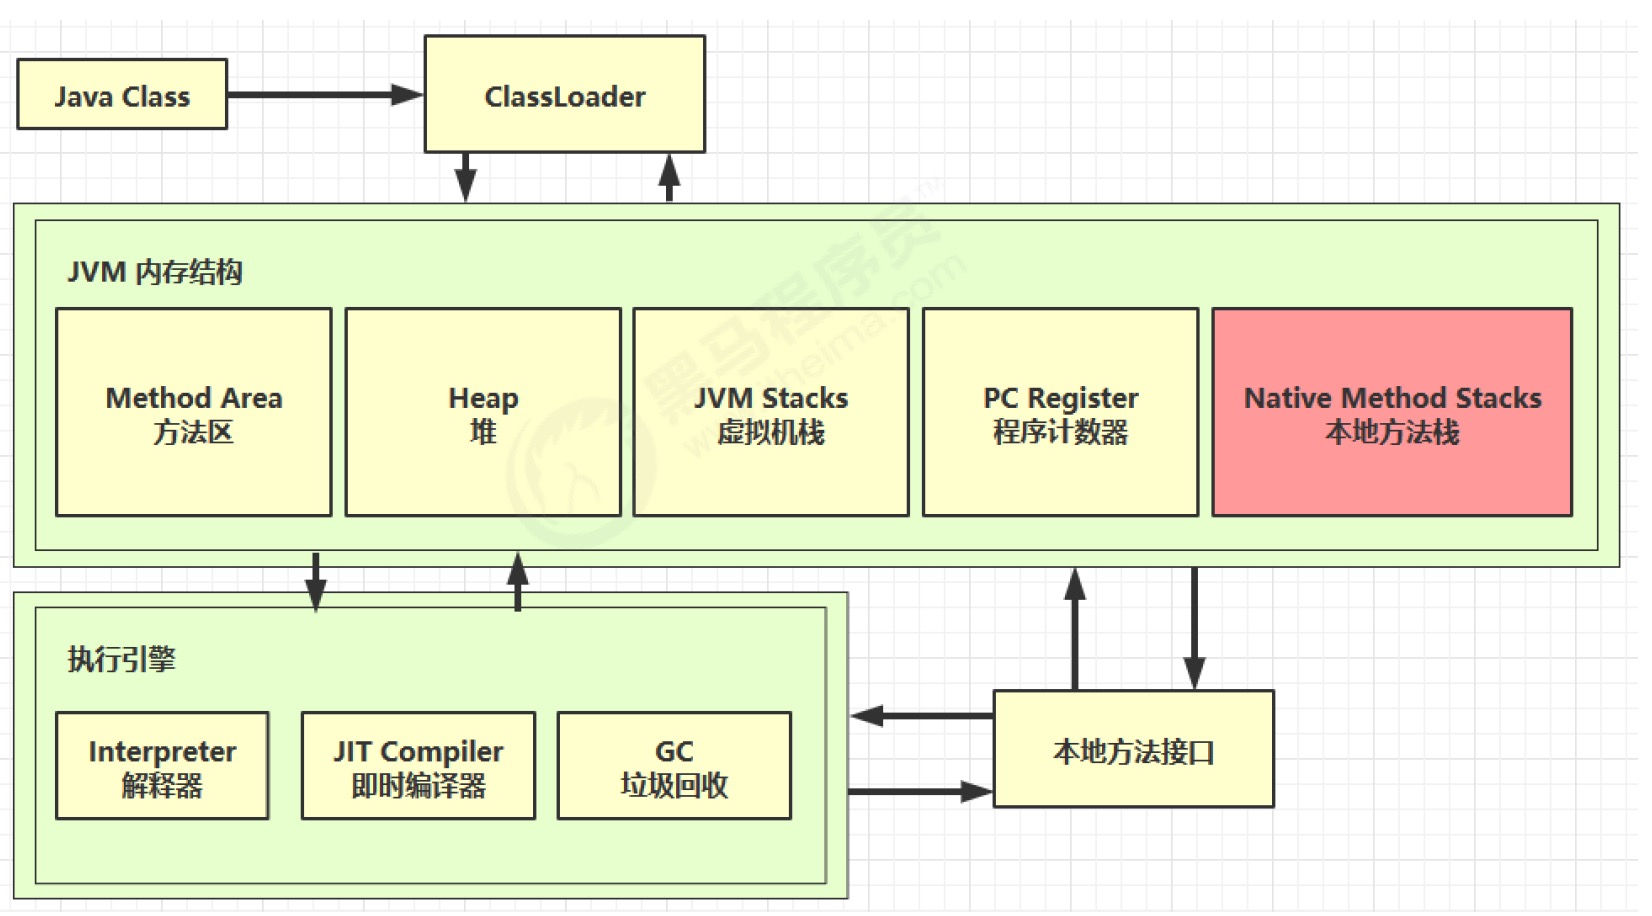 Java Class
ClassLoader
JVM 内存结构
Method Area
方法区
Heap
堆
JVM Stacks
虚拟机栈
PC Register
程序计数器
Native Method Stacks
本地方法栈
黑马程序员™
www.itheima.com
执行引擎
Interpreter
解释器
JIT Compiler
即时编译器
GC
垃圾回收
本地方法接口